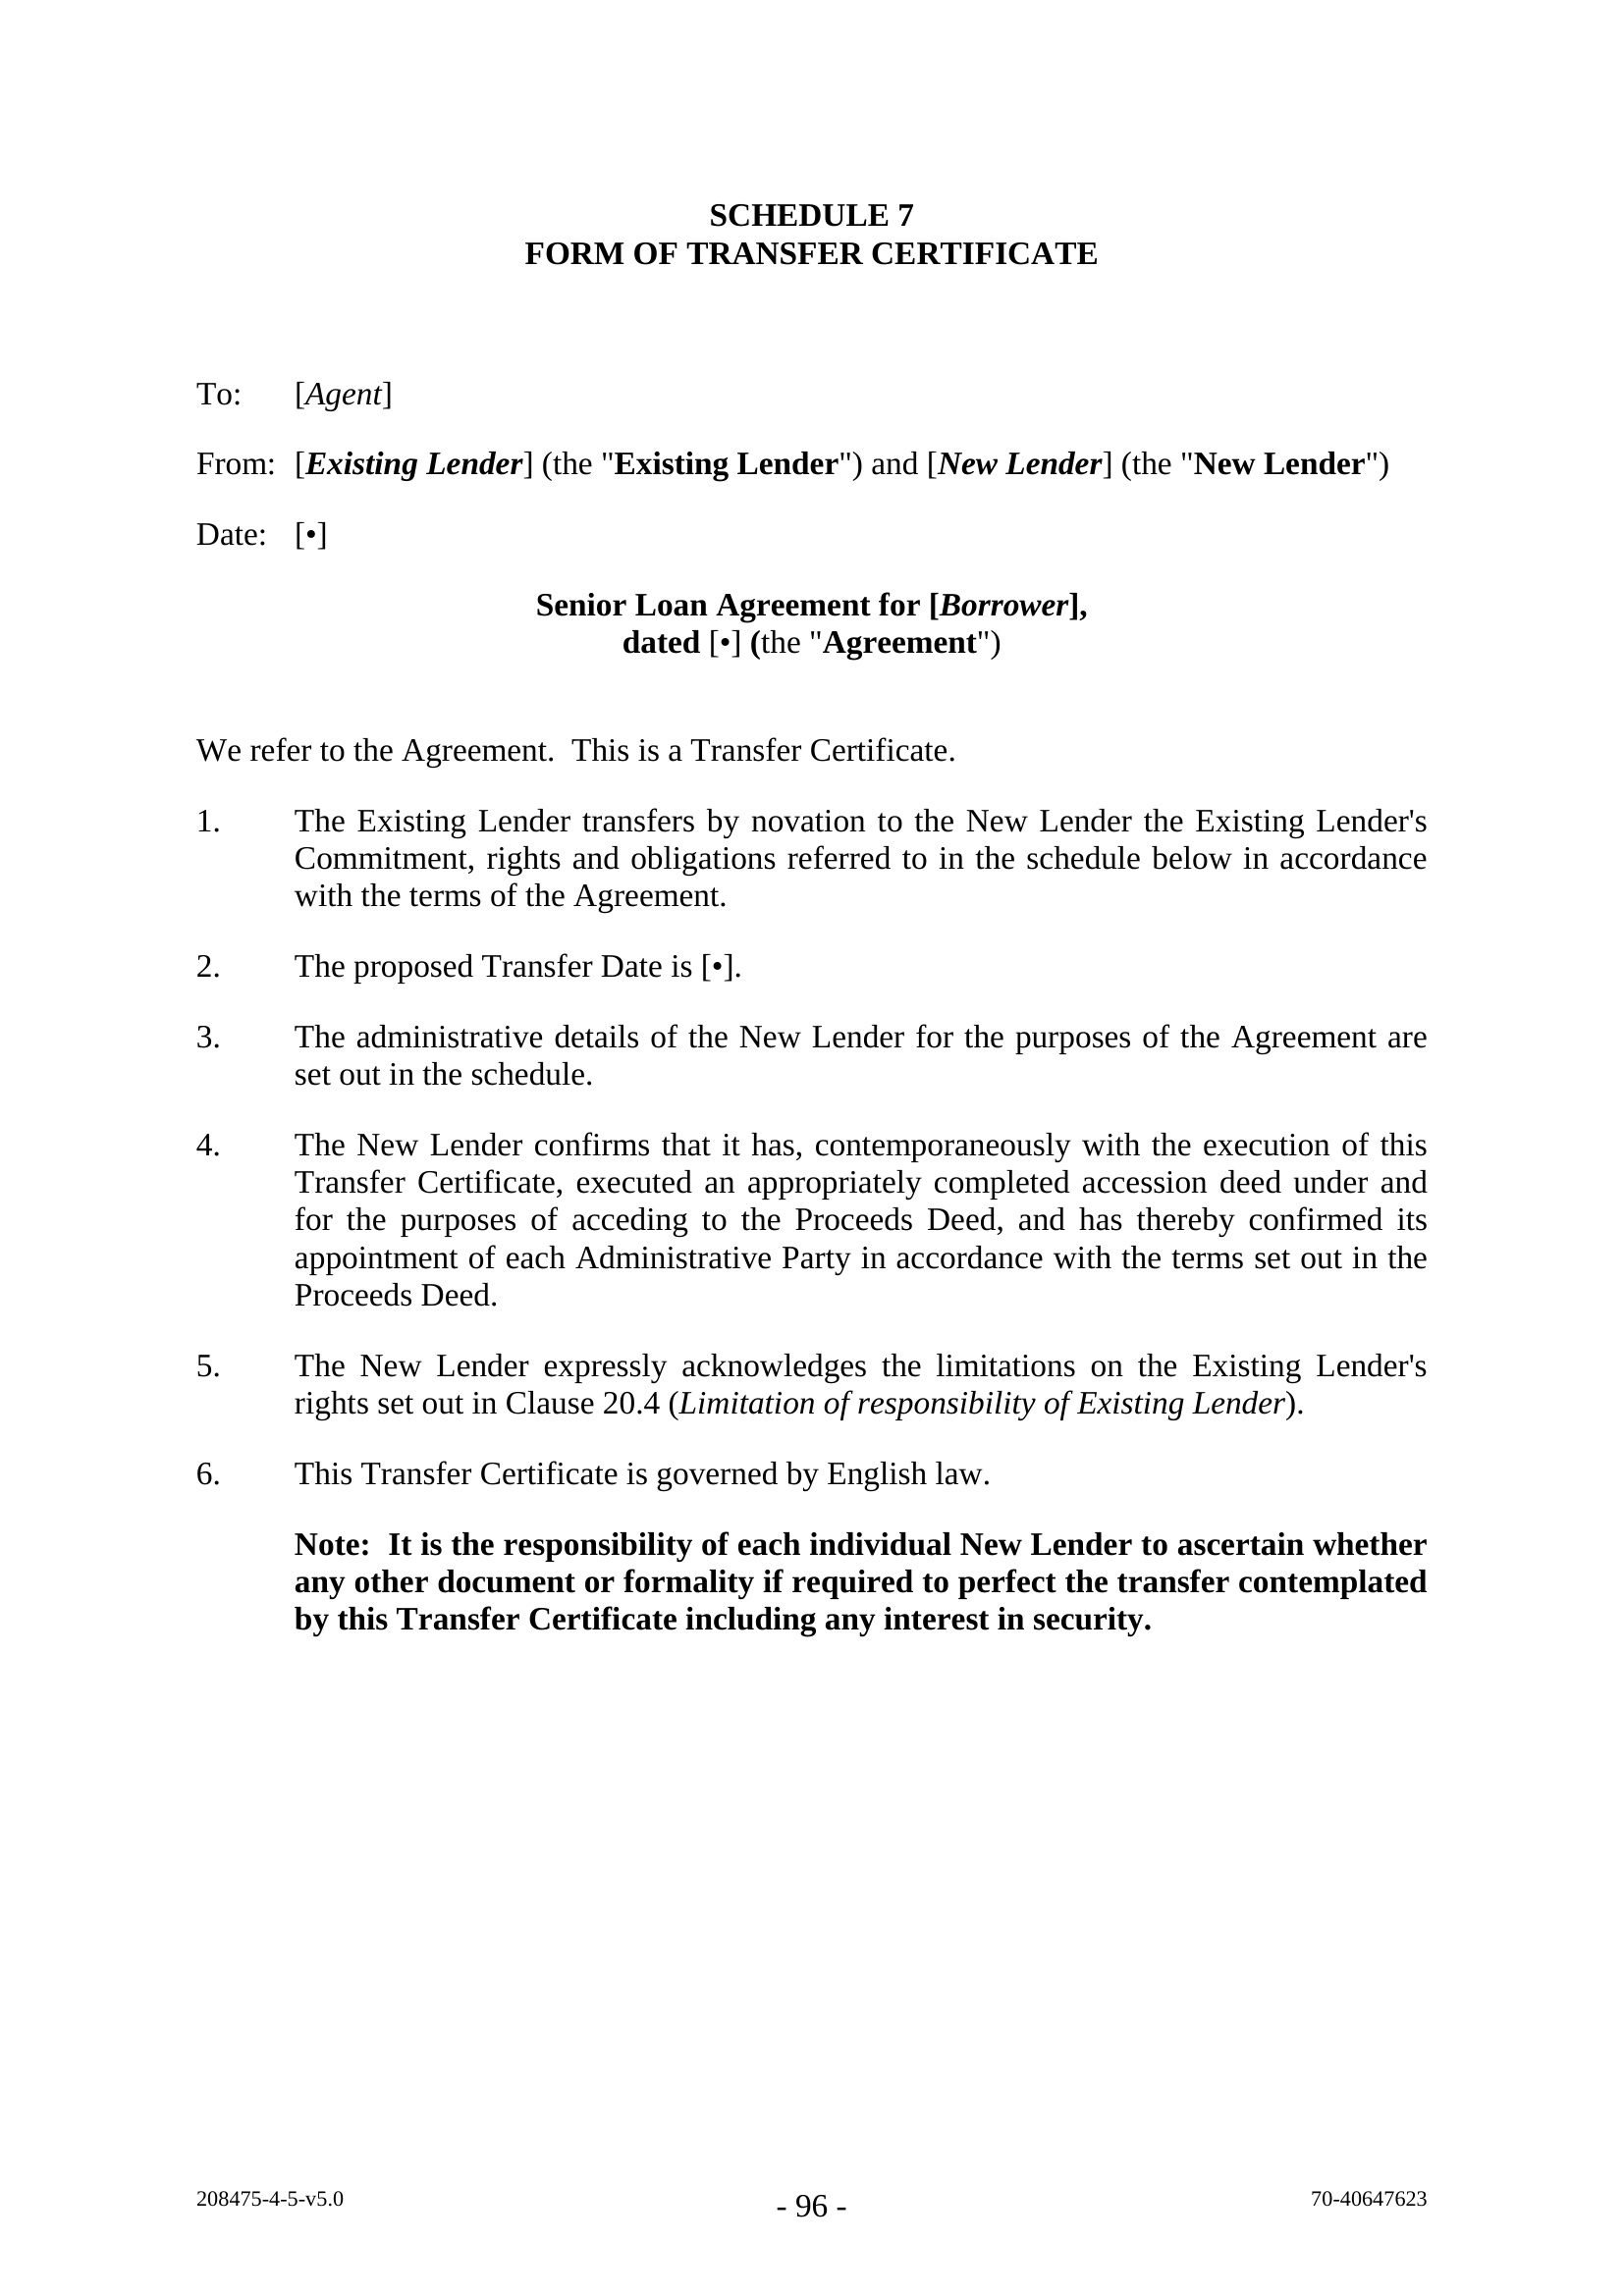 SCHEDULE 7
FORM OF TRANSFER CERTIFICATE
To: [Agent]
From: [Existing Lender] (the "Existing Lender") and [New Lender] (the "New Lender")
Date: [•]
Senior Loan Agreement for [Borrower],
dated [•] (the "Agreement")
We refer to the Agreement.  This is a Transfer Certificate.
1. The Existing Lender transfers by novation to the New Lender the Existing Lender's
Commitment, rights and obligations referred to in the schedule below in accordance
with the terms of the Agreement.
2. The proposed Transfer Date is [•].
3. The administrative details of the New Lender for the purposes of the Agreement are
set out in the schedule.
4. The New Lender confirms that it has, contemporaneously with the execution of this
Transfer Certificate, executed an appropriately completed accession deed under and
for the purposes of acceding to the Proceeds Deed, and has thereby confirmed its
appointment of each Administrative Party in accordance with the terms set out in the
Proceeds Deed.
5. The New Lender expressly acknowledges the limitations on the Existing Lender's
rights set out in Clause 20.4 (Limitation of responsibility of Existing Lender).
6. This Transfer Certificate is governed by English law.
Note:  It is the responsibility of each individual New Lender to ascertain whether
any other document or formality if required to perfect the transfer contemplated
by this Transfer Certificate including any interest in security.
208475-4-5-v5.0 - 96 - 70-40647623